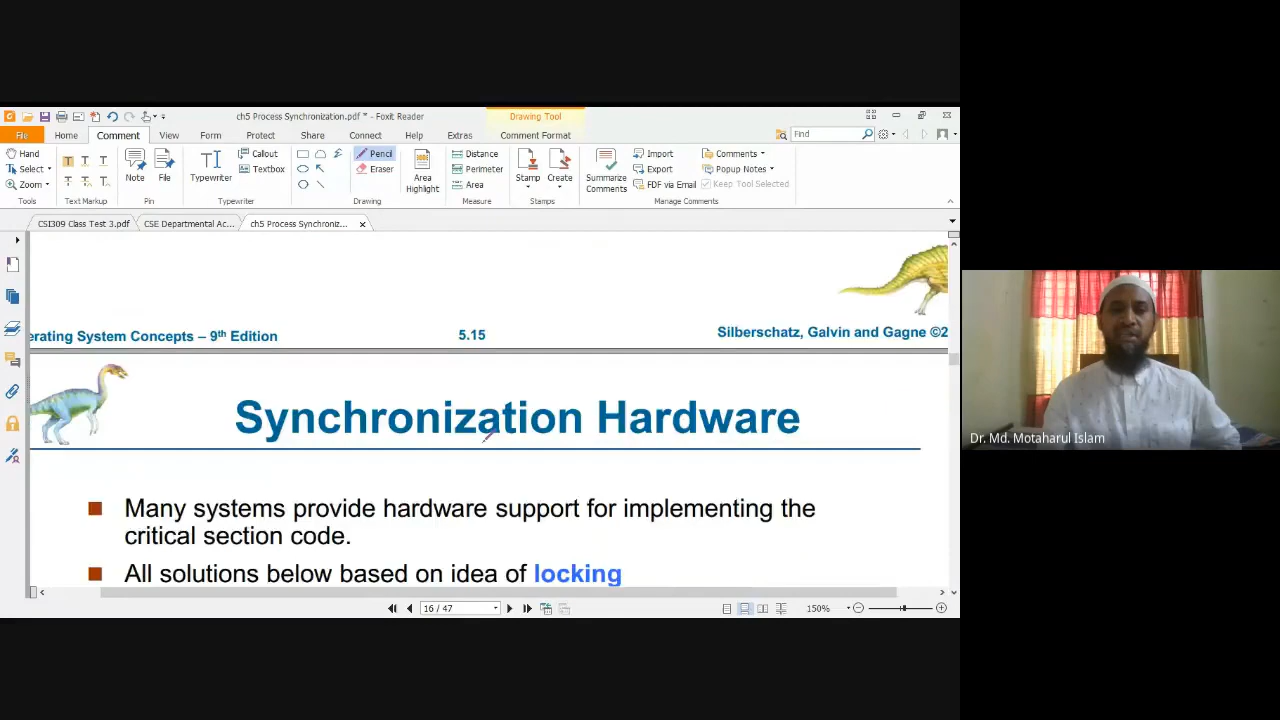 ch5 Process Synchronization.pdf * - Foxit Reader
Drawing Tool
File Home Comment View Form Protect Share Connect Help Extras Comment Format Find
Hand
Select
Zoom
Tools
T T T
T T T
Text Markup
Note File
Pin
Typewriter
Callout
Textbox
Typewriter
Pencil
Eraser
Drawing
Area
Highlight
Distance
Perimeter
Area
Measure
Stamp Create
Stamps
Summarize
Comments
Import
Export
FDF via Email
Comments
Popup Notes
Keep Tool Selected
Manage Comments
CSI309 Class Test 3.pdf CSE Departmental Ac... ch5 Process Synchroniz...
erating System Concepts – 9th Edition 5.15 Silberschatz, Galvin and Gagne ©2
Synchronization Hardware
Many systems provide hardware support for implementing the
critical section code.
All solutions below based on idea of locking
16 / 47 150%
Dr. Md. Motaharul Islam